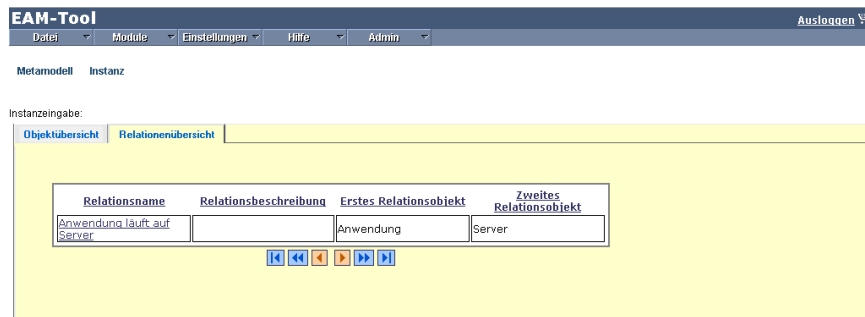 EAM-Tool
Ausloggen
Datei Module Einstellungen Hilfe Admin
Metamodell Instanz
Instanzeingabe:
Objektübersicht Relationenübersicht
Relationsname Relationsbeschreibung Erstes Relationsobjekt Zweites Relationsobjekt
Anwendung läuft auf Server Anwendung Server